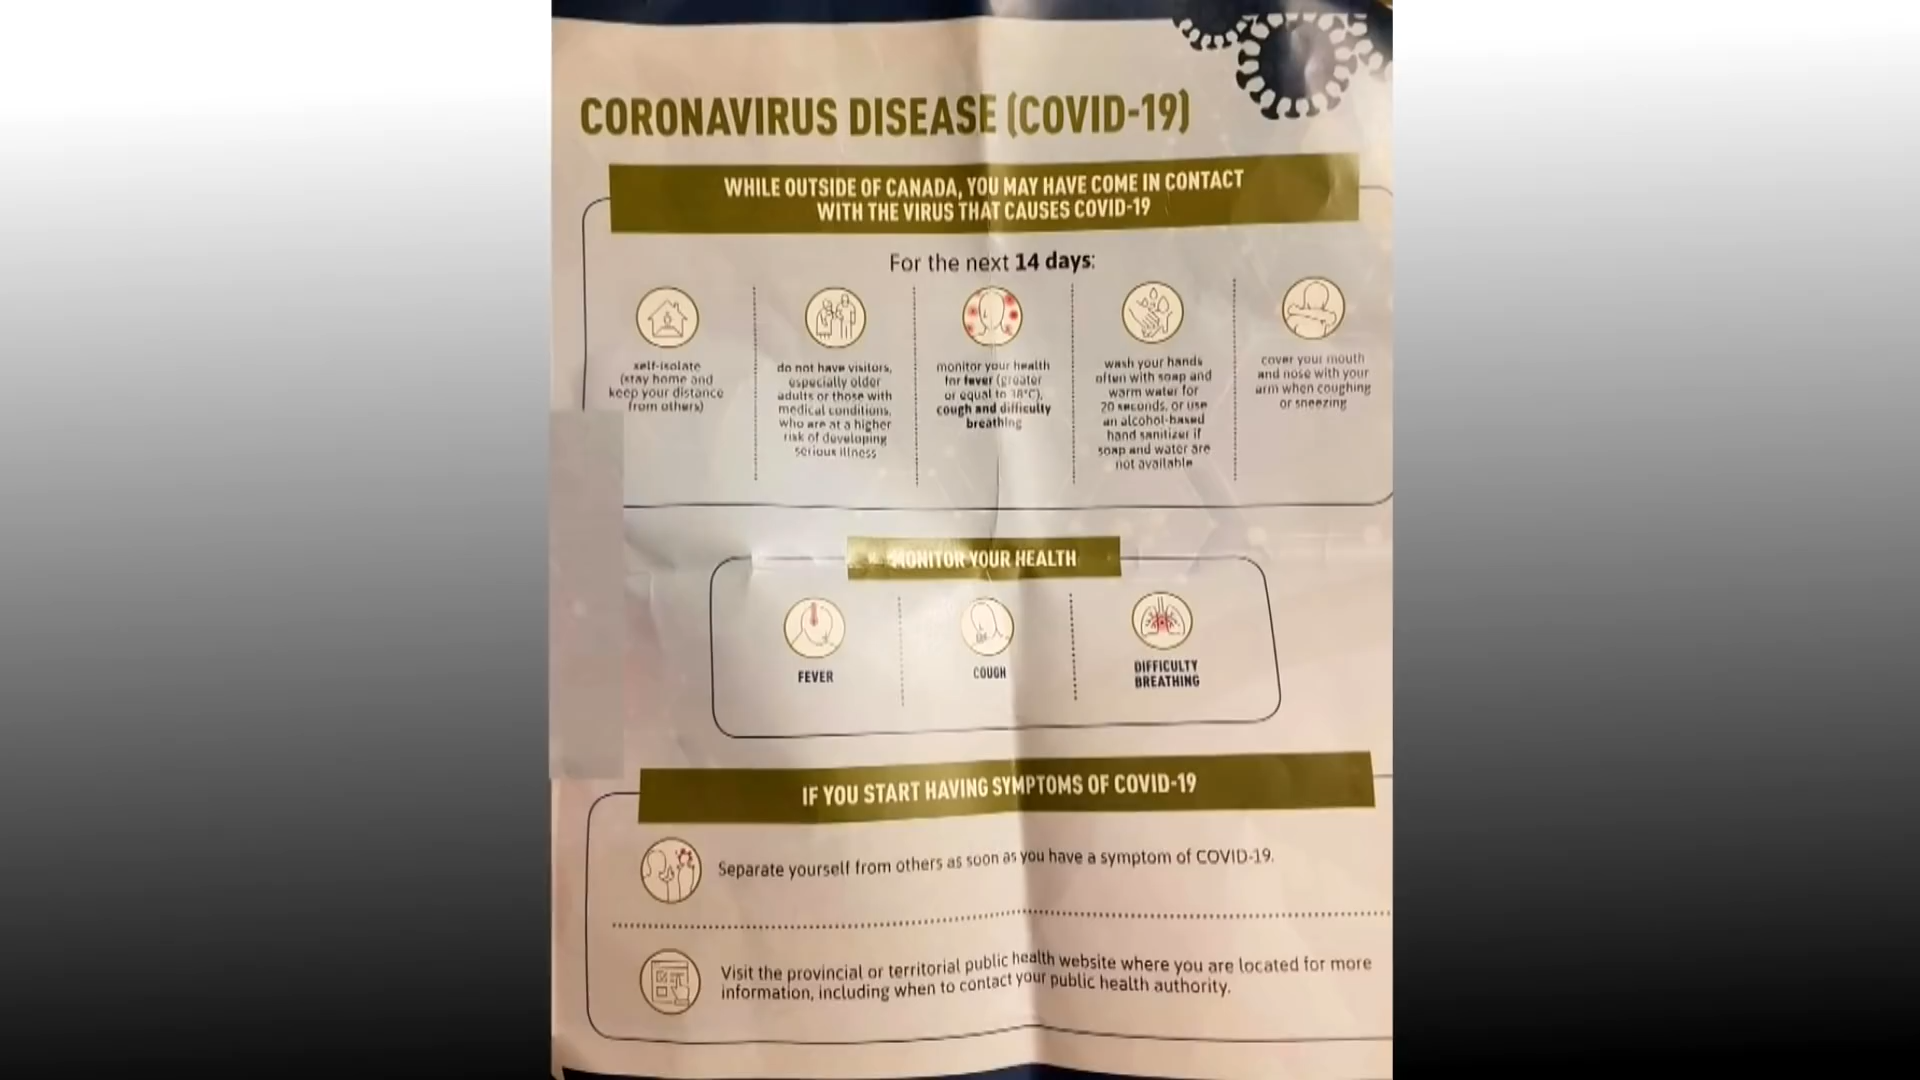 CORONAVIRUS DISEASE (COVID-19)
WHILE OUTSIDE OF CANADA, YOU MAY HAVE COME IN CONTACT
WITH THE VIRUS THAT CAUSES COVID-19
For the next 14 days:
self-isolate
(stay home and
keep your distance
from others)
do not have visitors,
especially older
adults or those with
medical conditions,
who are at a higher
risk of developing
serious illness
monitor your health
for fever (greater
or equal to 38°C),
cough and difficulty
breathing
wash your hands
often with soap and
warm water for
20 seconds, or use
an alcohol-based
hand sanitizer if
soap and water are
not available
cover your mouth
and nose with your
arm when coughing
or sneezing
MONITOR YOUR HEALTH
FEVER
COUGH
DIFFICULTY
BREATHING
IF YOU START HAVING SYMPTOMS OF COVID-19
Separate yourself from others as soon as you have a symptom of COVID-19.
Visit the provincial or territorial public health website where you are located for more
information, including when to contact your public health authority.